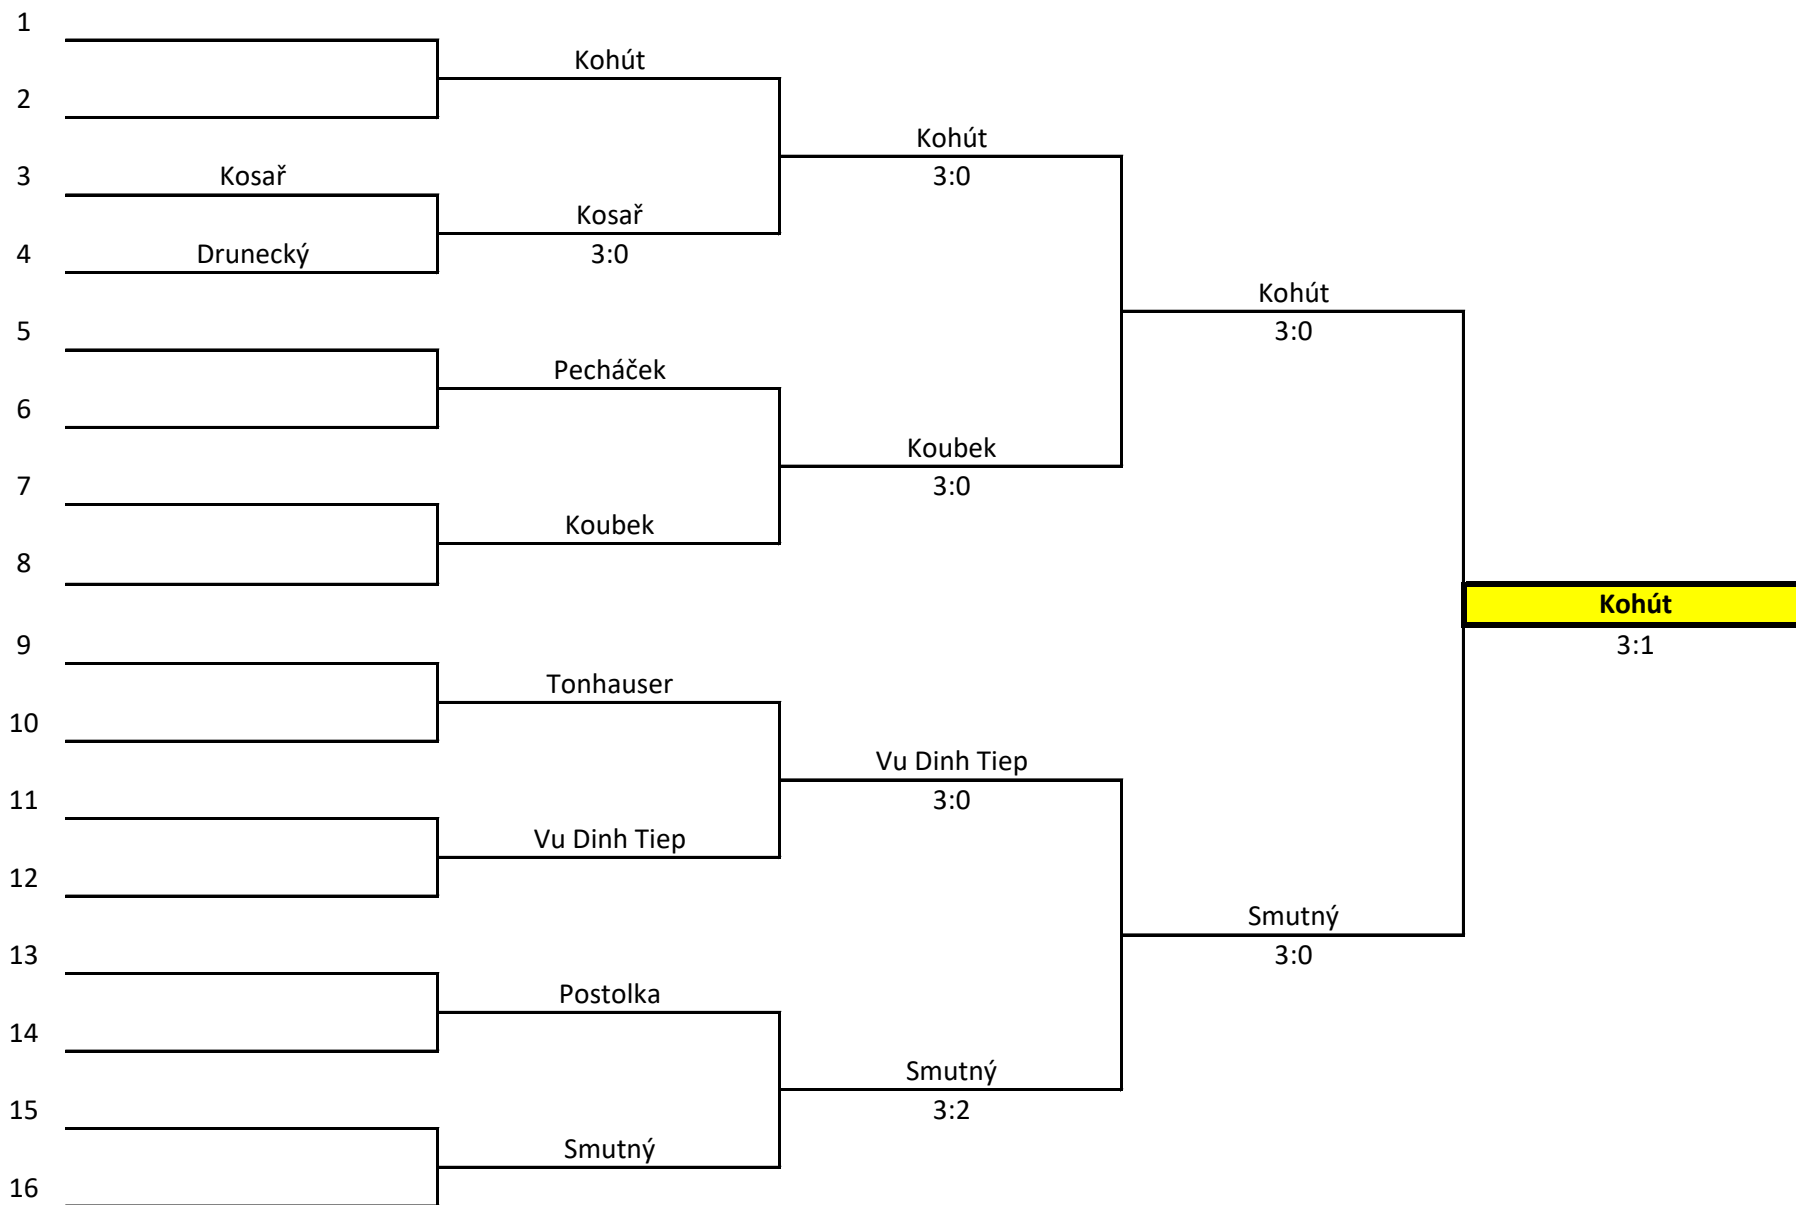 1
Kohút
2
Kohút
3:0
3
Kosař
Kosař
3:0
4
Drunecký
Kohút
3:0
5
Pecháček
6
Koubek
3:0
7
Koubek
8
Kohút
3:1
9
Tonhauser
10
Vu Dinh Tiep
3:0
11
Vu Dinh Tiep
12
Smutný
3:0
13
Postolka
14
Smutný
3:2
15
Smutný
16